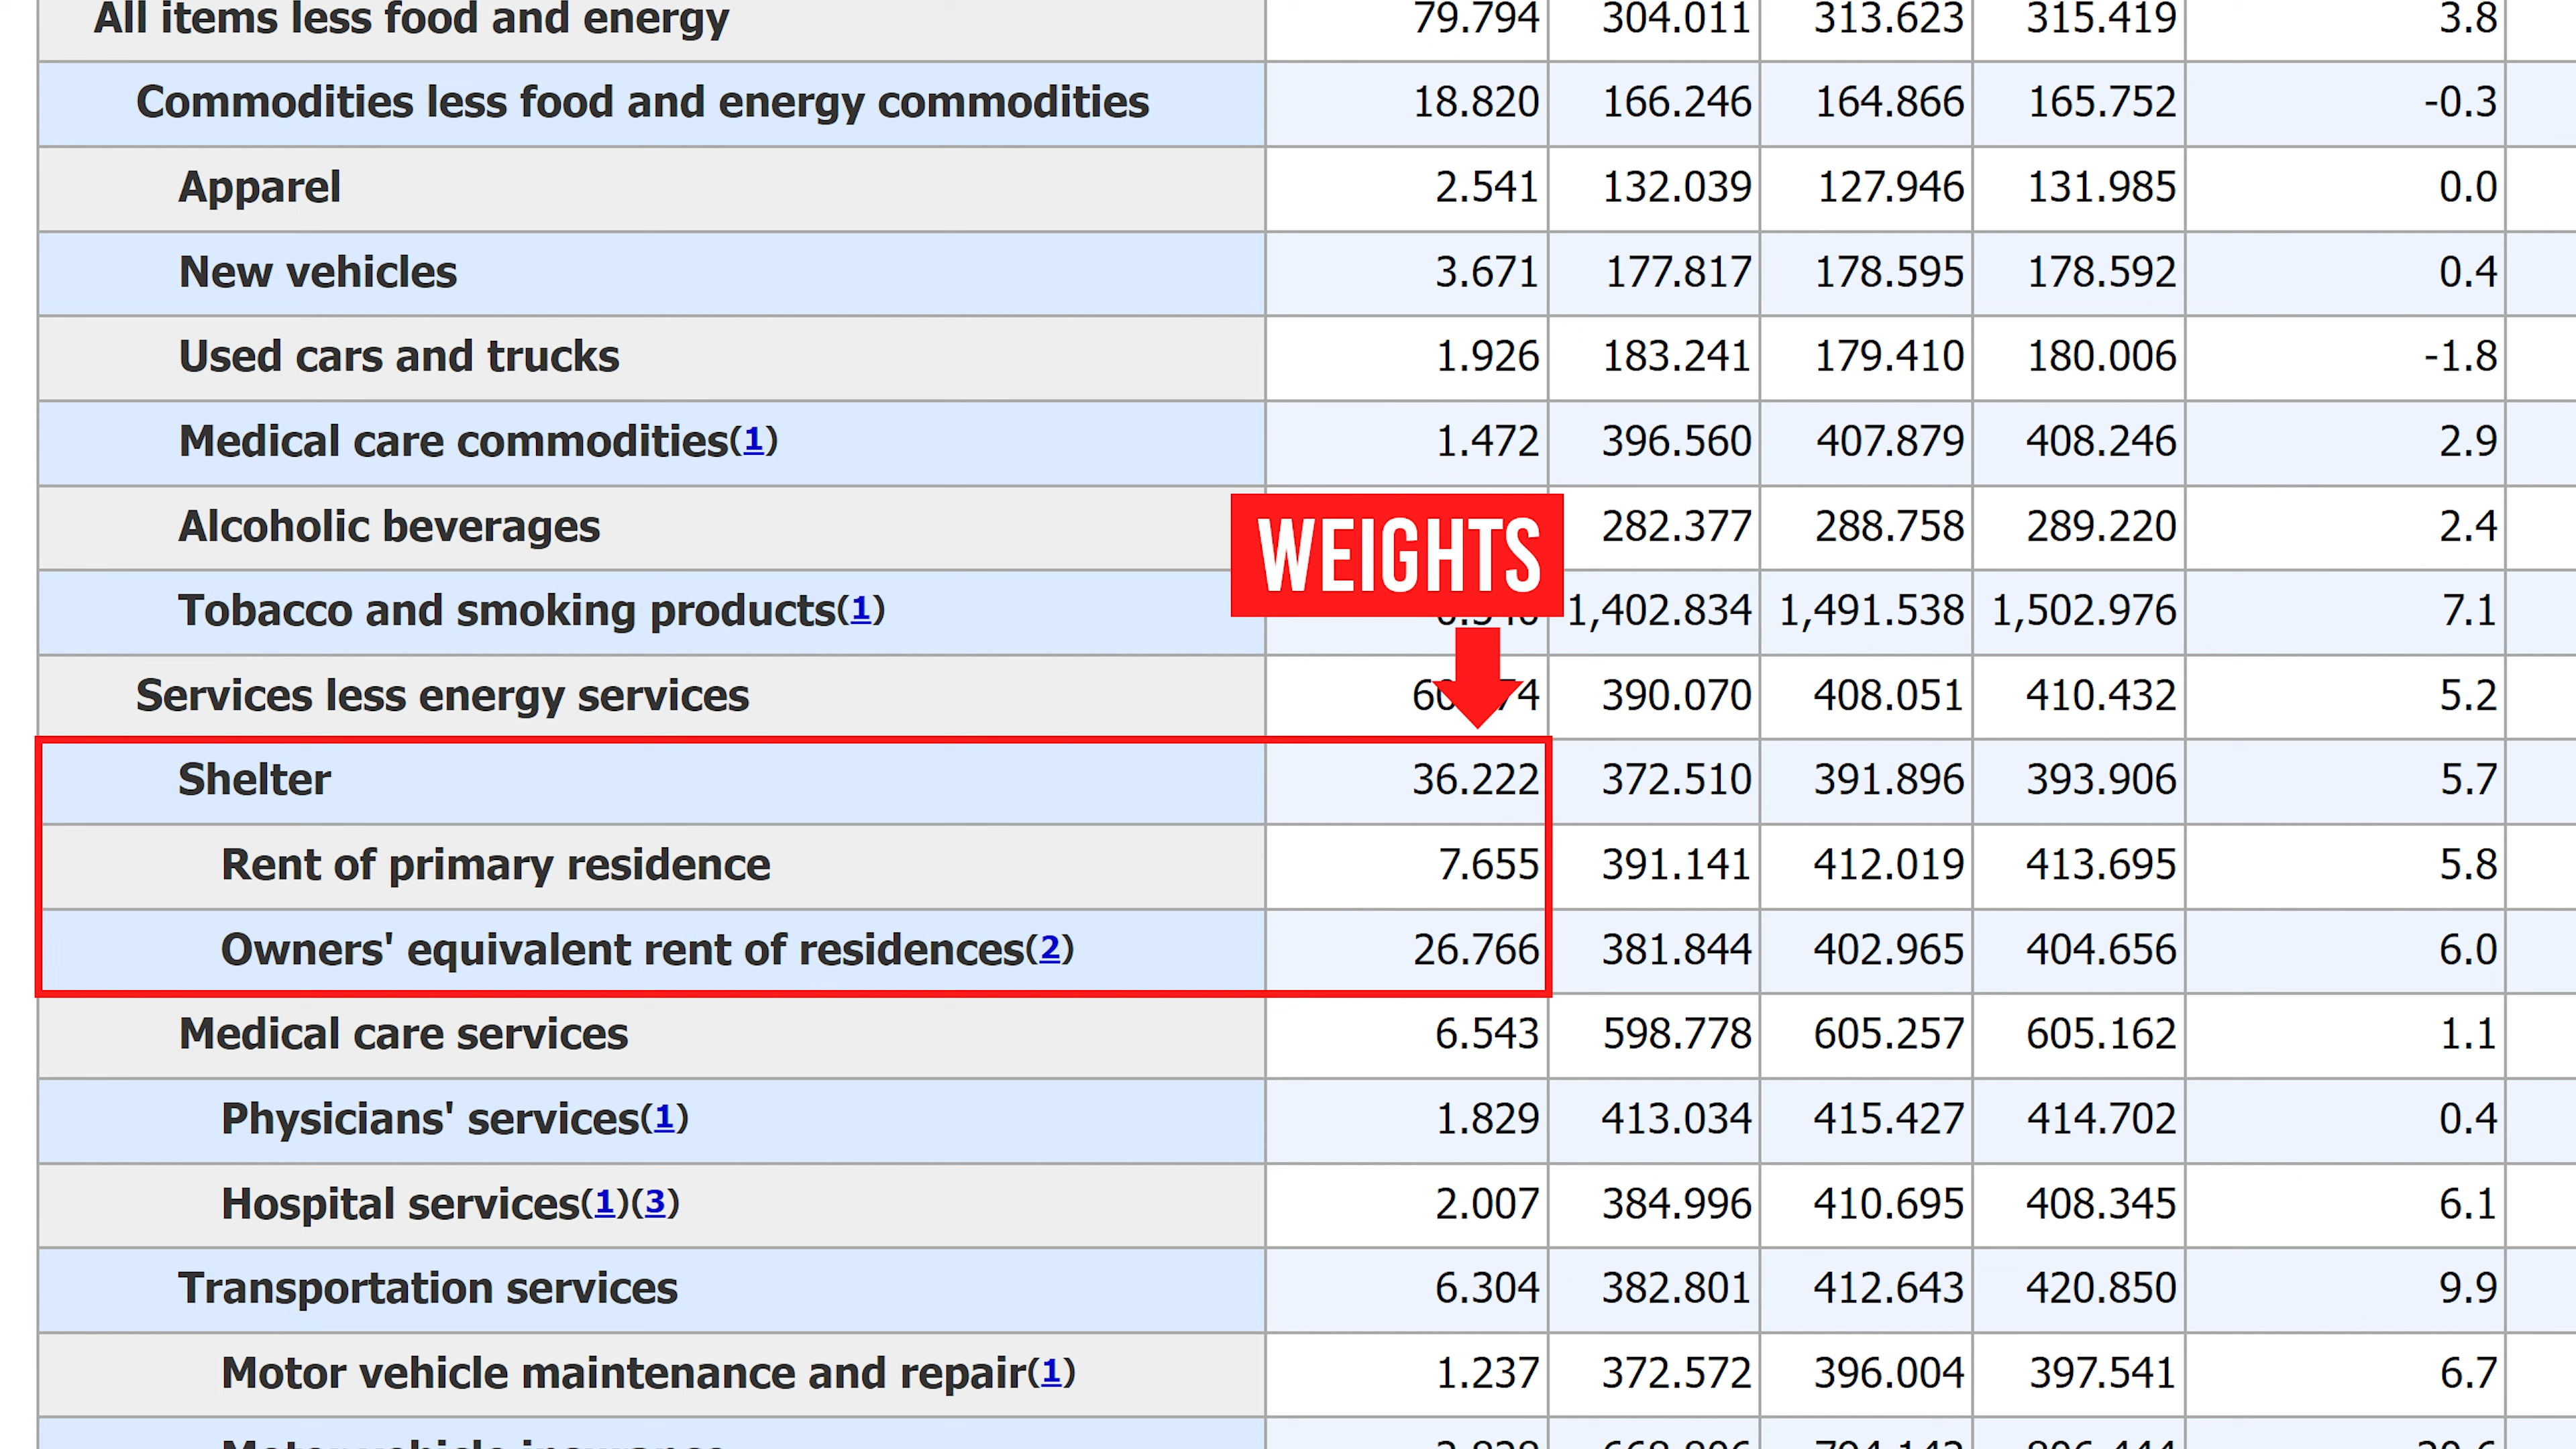 All items less food and energy 79.794 304.011 313.623 315.419 3.8
Commodities less food and energy commodities 18.820 166.246 164.866 165.752 -0.3
Apparel 2.541 132.039 127.946 131.985 0.0
New vehicles 3.671 177.817 178.595 178.592 0.4
Used cars and trucks 1.926 183.241 179.410 180.006 -1.8
Medical care commodities(1) 1.472 396.560 407.879 408.246 2.9
Alcoholic beverages 282.377 288.758 289.220 2.4
WEIGHTS
Tobacco and smoking products(1) 1,402.834 1,491.538 1,502.976 7.1
Services less energy services 390.070 408.051 410.432 5.2
Shelter 36.222 372.510 391.896 393.906 5.7
Rent of primary residence 7.655 391.141 412.019 413.695 5.8
Owners' equivalent rent of residences(2) 26.766 381.844 402.965 404.656 6.0
Medical care services 6.543 598.778 605.257 605.162 1.1
Physicians' services(1) 1.829 413.034 415.427 414.702 0.4
Hospital services(1)(3) 2.007 384.996 410.695 408.345 6.1
Transportation services 6.304 382.801 412.643 420.850 9.9
Motor vehicle maintenance and repair(1) 1.237 372.572 396.004 397.541 6.7